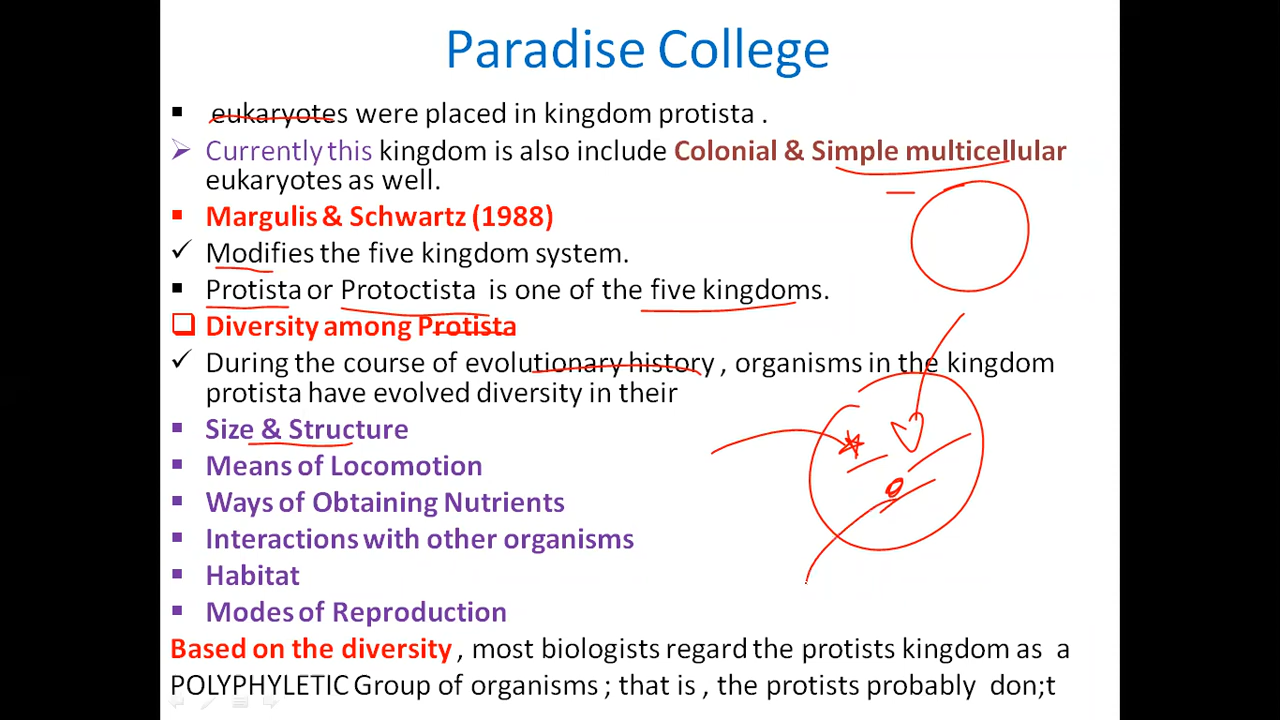 Paradise College
eukaryotes were placed in kingdom protista .
Currently this kingdom is also include Colonial & Simple multicellular
eukaryotes as well.
Margulis & Schwartz (1988)
Modifies the five kingdom system.
Protista or Protoctista is one of the five kingdoms.
Diversity among Protista
During the course of evolutionary history , organisms in the kingdom
protista have evolved diversity in their
Size & Structure
Means of Locomotion
Ways of Obtaining Nutrients
Interactions with other organisms
Habitat
Modes of Reproduction
Based on the diversity , most biologists regard the protists kingdom as a
POLYPHYLETIC Group of organisms ; that is , the protists probably don;t